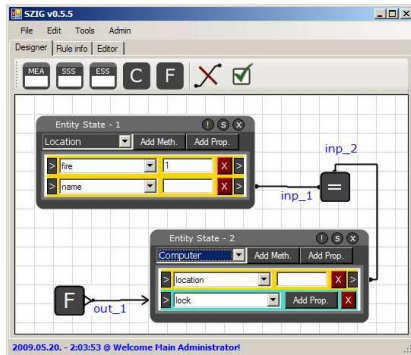 SZIG v0.5.5
File Edit Tools Admin
Designer Rule info Editor
MEA SSS ESS C F
Entity State - 1 ! S X
Location Add Meth. Add Prop.
> fire 1 X >
> name X >
inp_2
inp_1 =
Entity State - 2 ! S X
Computer Add Meth. Add Prop.
> location X >
> lock Add Prop. X
F out_1
2009.05.20. - 2:03:53 @ Welcome Main Administrator!